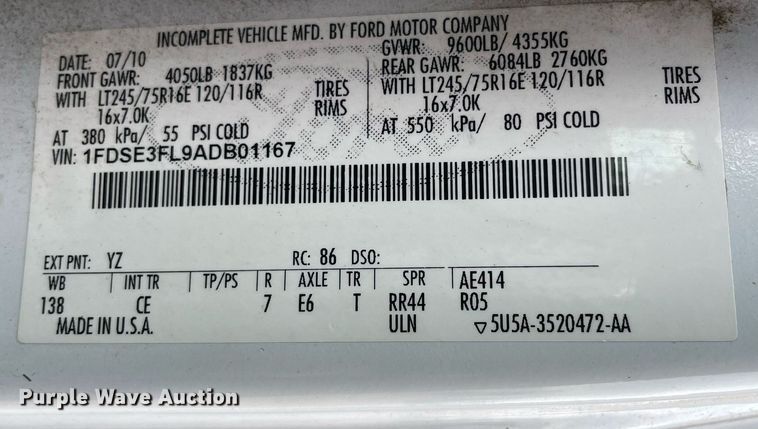 INCOMPLETE VEHICLE MFD. BY FORD MOTOR COMPANY
DATE: 07/10
GVWR: 9600LB/ 4355KG
FRONT GAWR: 4050LB 1837KG
REAR GAWR: 6084LB 2760KG
WITH LT245/75R16E 120/116R TIRES
WITH LT245/75R16E 120/116R TIRES
16x7.0K RIMS
16x7.0K RIMS
AT 380 kPa/ 55 PSI COLD
AT 550 kPa/ 80 PSI COLD
VIN: 1FDSE3FL9ADB01167
Ford
EXT PNT: YZ RC: 86 DSO:
WB INT TR TP/PS R AXLE TR SPR AE414
138 CE 7 E6 T RR44 R05
MADE IN U.S.A. ULN ▽5U5A-3520472-AA
Purple Wave Auction